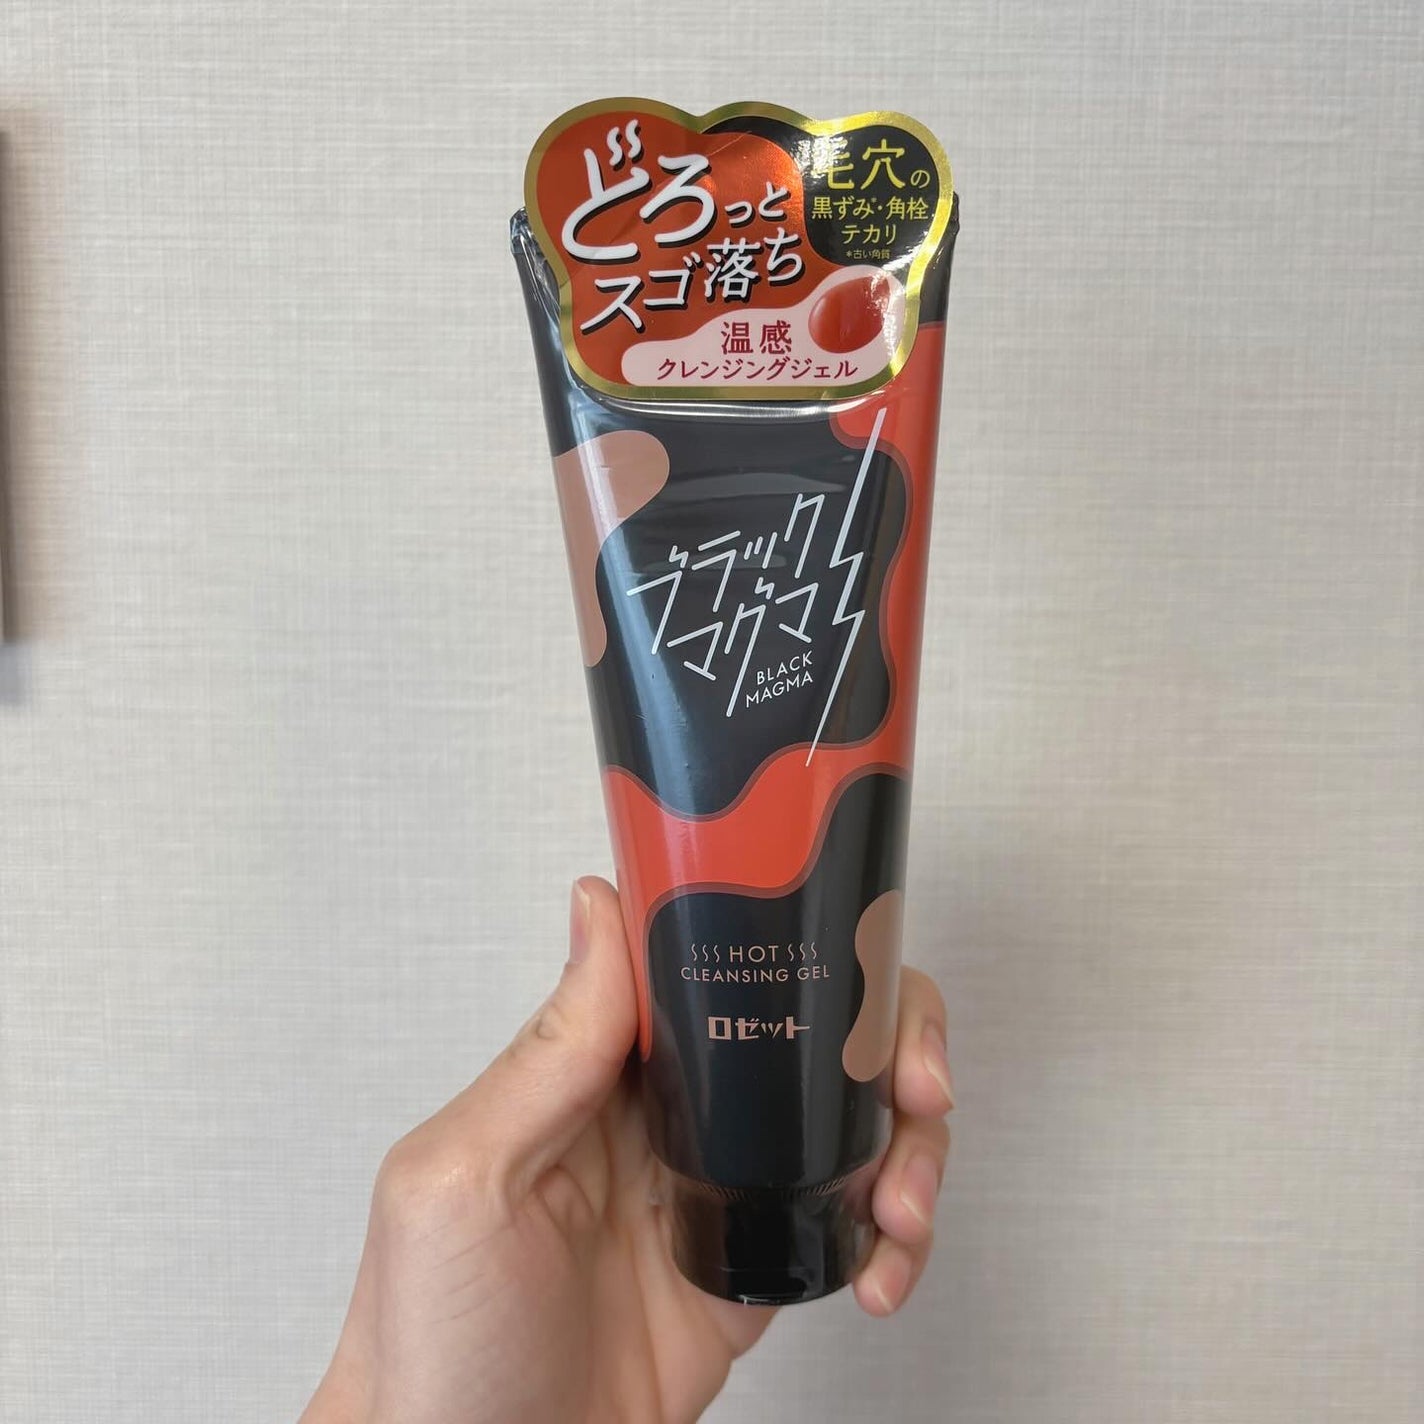 どろっと
スゴ落ち
毛穴の
黒ずみ*・角栓
テカリ
*古い角質
温感
クレンジングジェル
ブラック
マグマ
BLACK
MAGMA
HOT
CLEANSING GEL
ロゼット